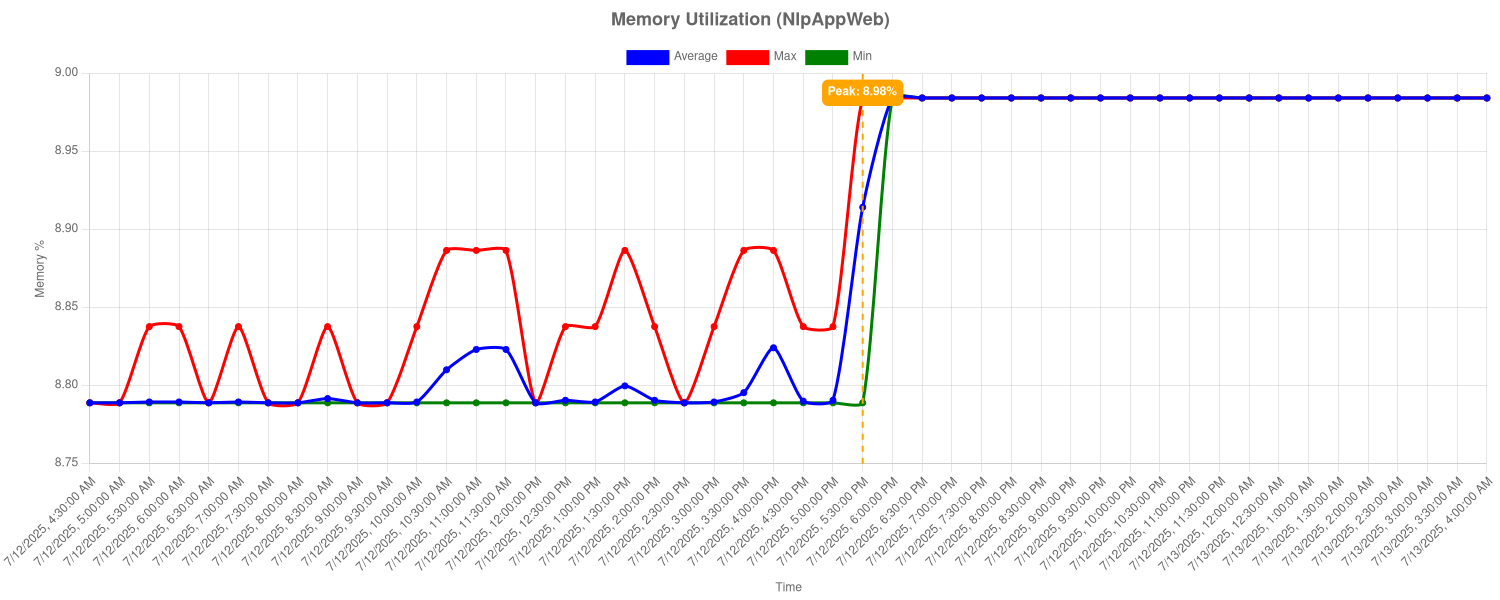 Memory Utilization (NlpAppWeb)
Average Max Min
9.00
8.95
8.90
8.85
8.80
8.75
Memory %
Peak: 8.98%
7/12/2025, 4:30:00 AM
7/12/2025, 5:00:00 AM
7/12/2025, 5:30:00 AM
7/12/2025, 6:00:00 AM
7/12/2025, 6:30:00 AM
7/12/2025, 7:00:00 AM
7/12/2025, 7:30:00 AM
7/12/2025, 8:00:00 AM
7/12/2025, 8:30:00 AM
7/12/2025, 9:00:00 AM
7/12/2025, 9:30:00 AM
7/12/2025, 10:00:00 AM
7/12/2025, 10:30:00 AM
7/12/2025, 11:00:00 AM
7/12/2025, 11:30:00 AM
7/12/2025, 12:00:00 PM
7/12/2025, 12:30:00 PM
7/12/2025, 1:00:00 PM
7/12/2025, 1:30:00 PM
7/12/2025, 2:00:00 PM
7/12/2025, 2:30:00 PM
7/12/2025, 3:00:00 PM
7/12/2025, 3:30:00 PM
7/12/2025, 4:00:00 PM
7/12/2025, 4:30:00 PM
7/12/2025, 5:00:00 PM
7/12/2025, 5:30:00 PM
7/12/2025, 6:00:00 PM
7/12/2025, 6:30:00 PM
7/12/2025, 7:00:00 PM
7/12/2025, 7:30:00 PM
7/12/2025, 8:00:00 PM
7/12/2025, 8:30:00 PM
7/12/2025, 9:00:00 PM
7/12/2025, 9:30:00 PM
7/12/2025, 10:00:00 PM
7/12/2025, 10:30:00 PM
7/12/2025, 11:00:00 PM
7/12/2025, 11:30:00 PM
7/13/2025, 12:00:00 AM
7/13/2025, 12:30:00 AM
7/13/2025, 1:00:00 AM
7/13/2025, 1:30:00 AM
7/13/2025, 2:00:00 AM
7/13/2025, 2:30:00 AM
7/13/2025, 3:00:00 AM
7/13/2025, 3:30:00 AM
7/13/2025, 4:00:00 AM
Time